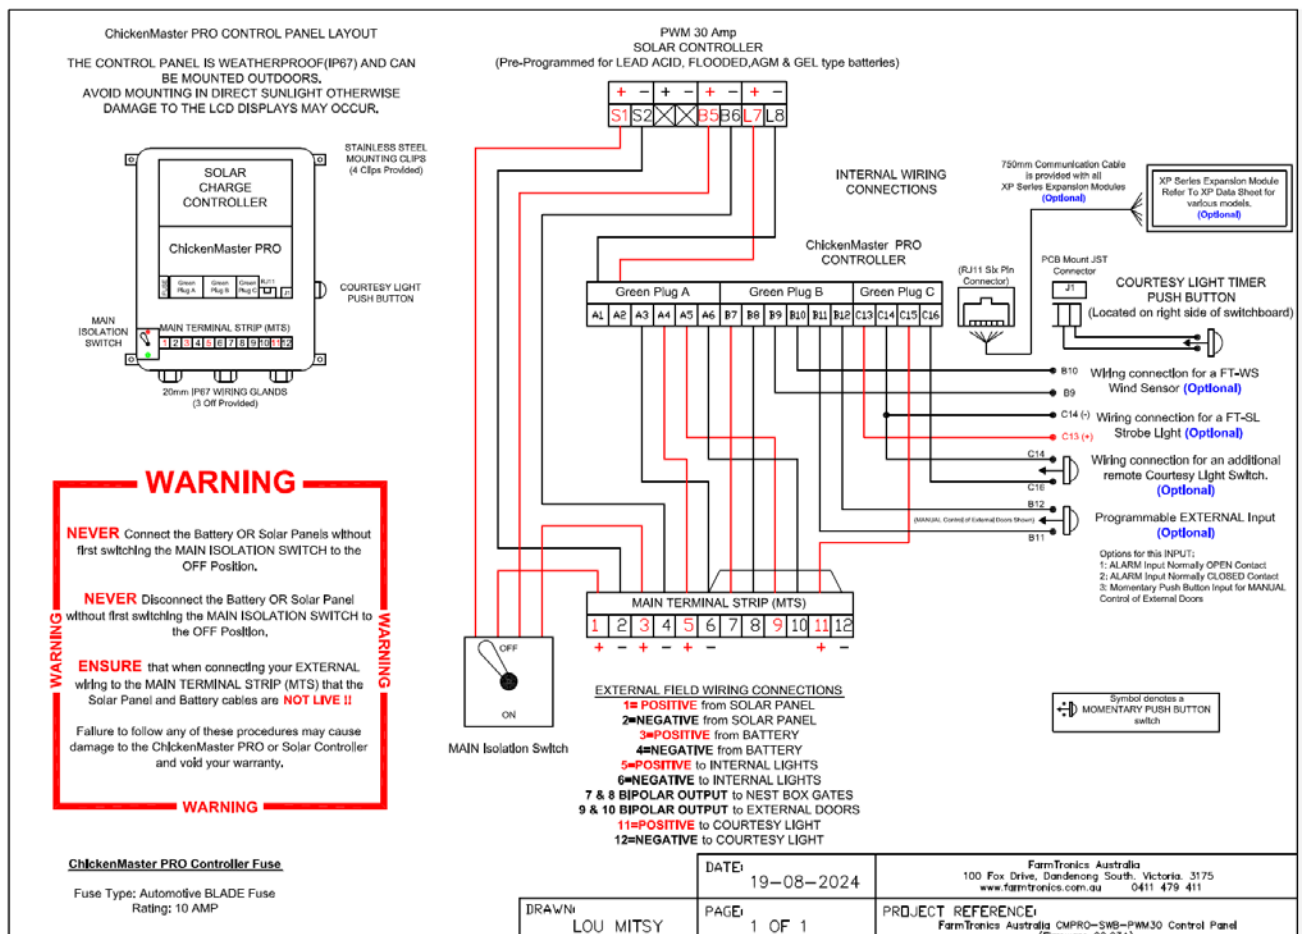 ChickenMaster PRO CONTROL PANEL LAYOUT
THE CONTROL PANEL IS WEATHERPROOF(IP67) AND CAN
BE MOUNTED OUTDOORS.
AVOID MOUNTING IN DIRECT SUNLIGHT OTHERWISE
DAMAGE TO THE LCD DISPLAYS MAY OCCUR.
STAINLESS STEEL
MOUNTING CLIPS
(4 Clips Provided)
SOLAR
CHARGE
CONTROLLER
ChickenMaster PRO
FUSE
Green
Plug A
Green
Plug B
Green
Plug C
RJ11
J1
COURTESY LIGHT
PUSH BUTTON
MAIN
ISOLATION
SWITCH
MAIN TERMINAL STRIP (MTS)
1 2 3 4 5 6 7 8 9 10 11 12
20mm IP67 WIRING GLANDS
(3 Off Provided)
PWM 30 Amp
SOLAR CONTROLLER
(Pre-Programmed for LEAD ACID, FLOODED,AGM & GEL type batteries)
+ − + − + − + −
S1 S2 B5 B6 L7 L8
INTERNAL WIRING
CONNECTIONS
750mm Communication Cable
is provided with all
XP Series Expansion Modules
(Optional)
XP Series Expansion Module
Refer To XP Data Sheet for
various models.
(Optional)
ChickenMaster PRO
CONTROLLER
Green Plug A Green Plug B Green Plug C
A1 A2 A3 A4 A5 A6 B7 B8 B9 B10 B11 B12 C13 C14 C15 C16
(RJ11 Six Pin
Connector)
PCB Mount JST
Connector
J1
COURTESY LIGHT TIMER
PUSH BUTTON
(Located on right side of switchboard)
B10
B9
Wiring connection for a FT-WS
Wind Sensor (Optional)
C14 (-)
C13 (+)
Wiring connection for a FT-SL
Strobe Light (Optional)
C14
C16
Wiring connection for an additional
remote Courtesy Light Switch.
(Optional)
B12
(MANUAL Control of External Doors Shown)
B11
Programmable EXTERNAL Input
(Optional)
Options for this INPUT;
1: ALARM Input Normally OPEN Contact
2: ALARM Input Normally CLOSED Contact
3: Momentary Push Button Input for MANUAL
Control of External Doors
WARNING
WARNING
WARNING
NEVER Connect the Battery OR Solar Panels without
first switching the MAIN ISOLATION SWITCH to the
OFF Position.
NEVER Disconnect the Battery OR Solar Panel
without first switching the MAIN ISOLATION SWITCH to
the OFF Position.
ENSURE that when connecting your EXTERNAL
wiring to the MAIN TERMINAL STRIP (MTS) that the
Solar Panel and Battery cables are NOT LIVE !!
Failure to follow any of these procedures may cause
damage to the ChickenMaster PRO or Solar Controller
and void your warranty.
WARNING
MAIN TERMINAL STRIP (MTS)
1 2 3 4 5 6 7 8 9 10 11 12
+ − + − + − + −
OFF
ON
MAIN Isolation Switch
EXTERNAL FIELD WIRING CONNECTIONS
1= POSITIVE from SOLAR PANEL
2=NEGATIVE from SOLAR PANEL
3=POSITIVE from BATTERY
4=NEGATIVE from BATTERY
5=POSITIVE to INTERNAL LIGHTS
6=NEGATIVE to INTERNAL LIGHTS
7 & 8 BIPOLAR OUTPUT to NEST BOX GATES
9 & 10 BIPOLAR OUTPUT to EXTERNAL DOORS
11=POSITIVE to COURTESY LIGHT
12=NEGATIVE to COURTESY LIGHT
Symbol denotes a
MOMENTARY PUSH BUTTON
switch
ChickenMaster PRO Controller Fuse
Fuse Type: Automotive BLADE Fuse
Rating: 10 AMP
DATE:
19-08-2024
FarmTronics Australia
100 Fox Drive, Dandenong South. Victoria. 3175
www.farmtronics.com.au 0411 479 411
DRAWN:
LOU MITSY
PAGE:
1 OF 1
PROJECT REFERENCE:
FarmTronics Australia CMPRO-SWB-PWM30 Control Panel